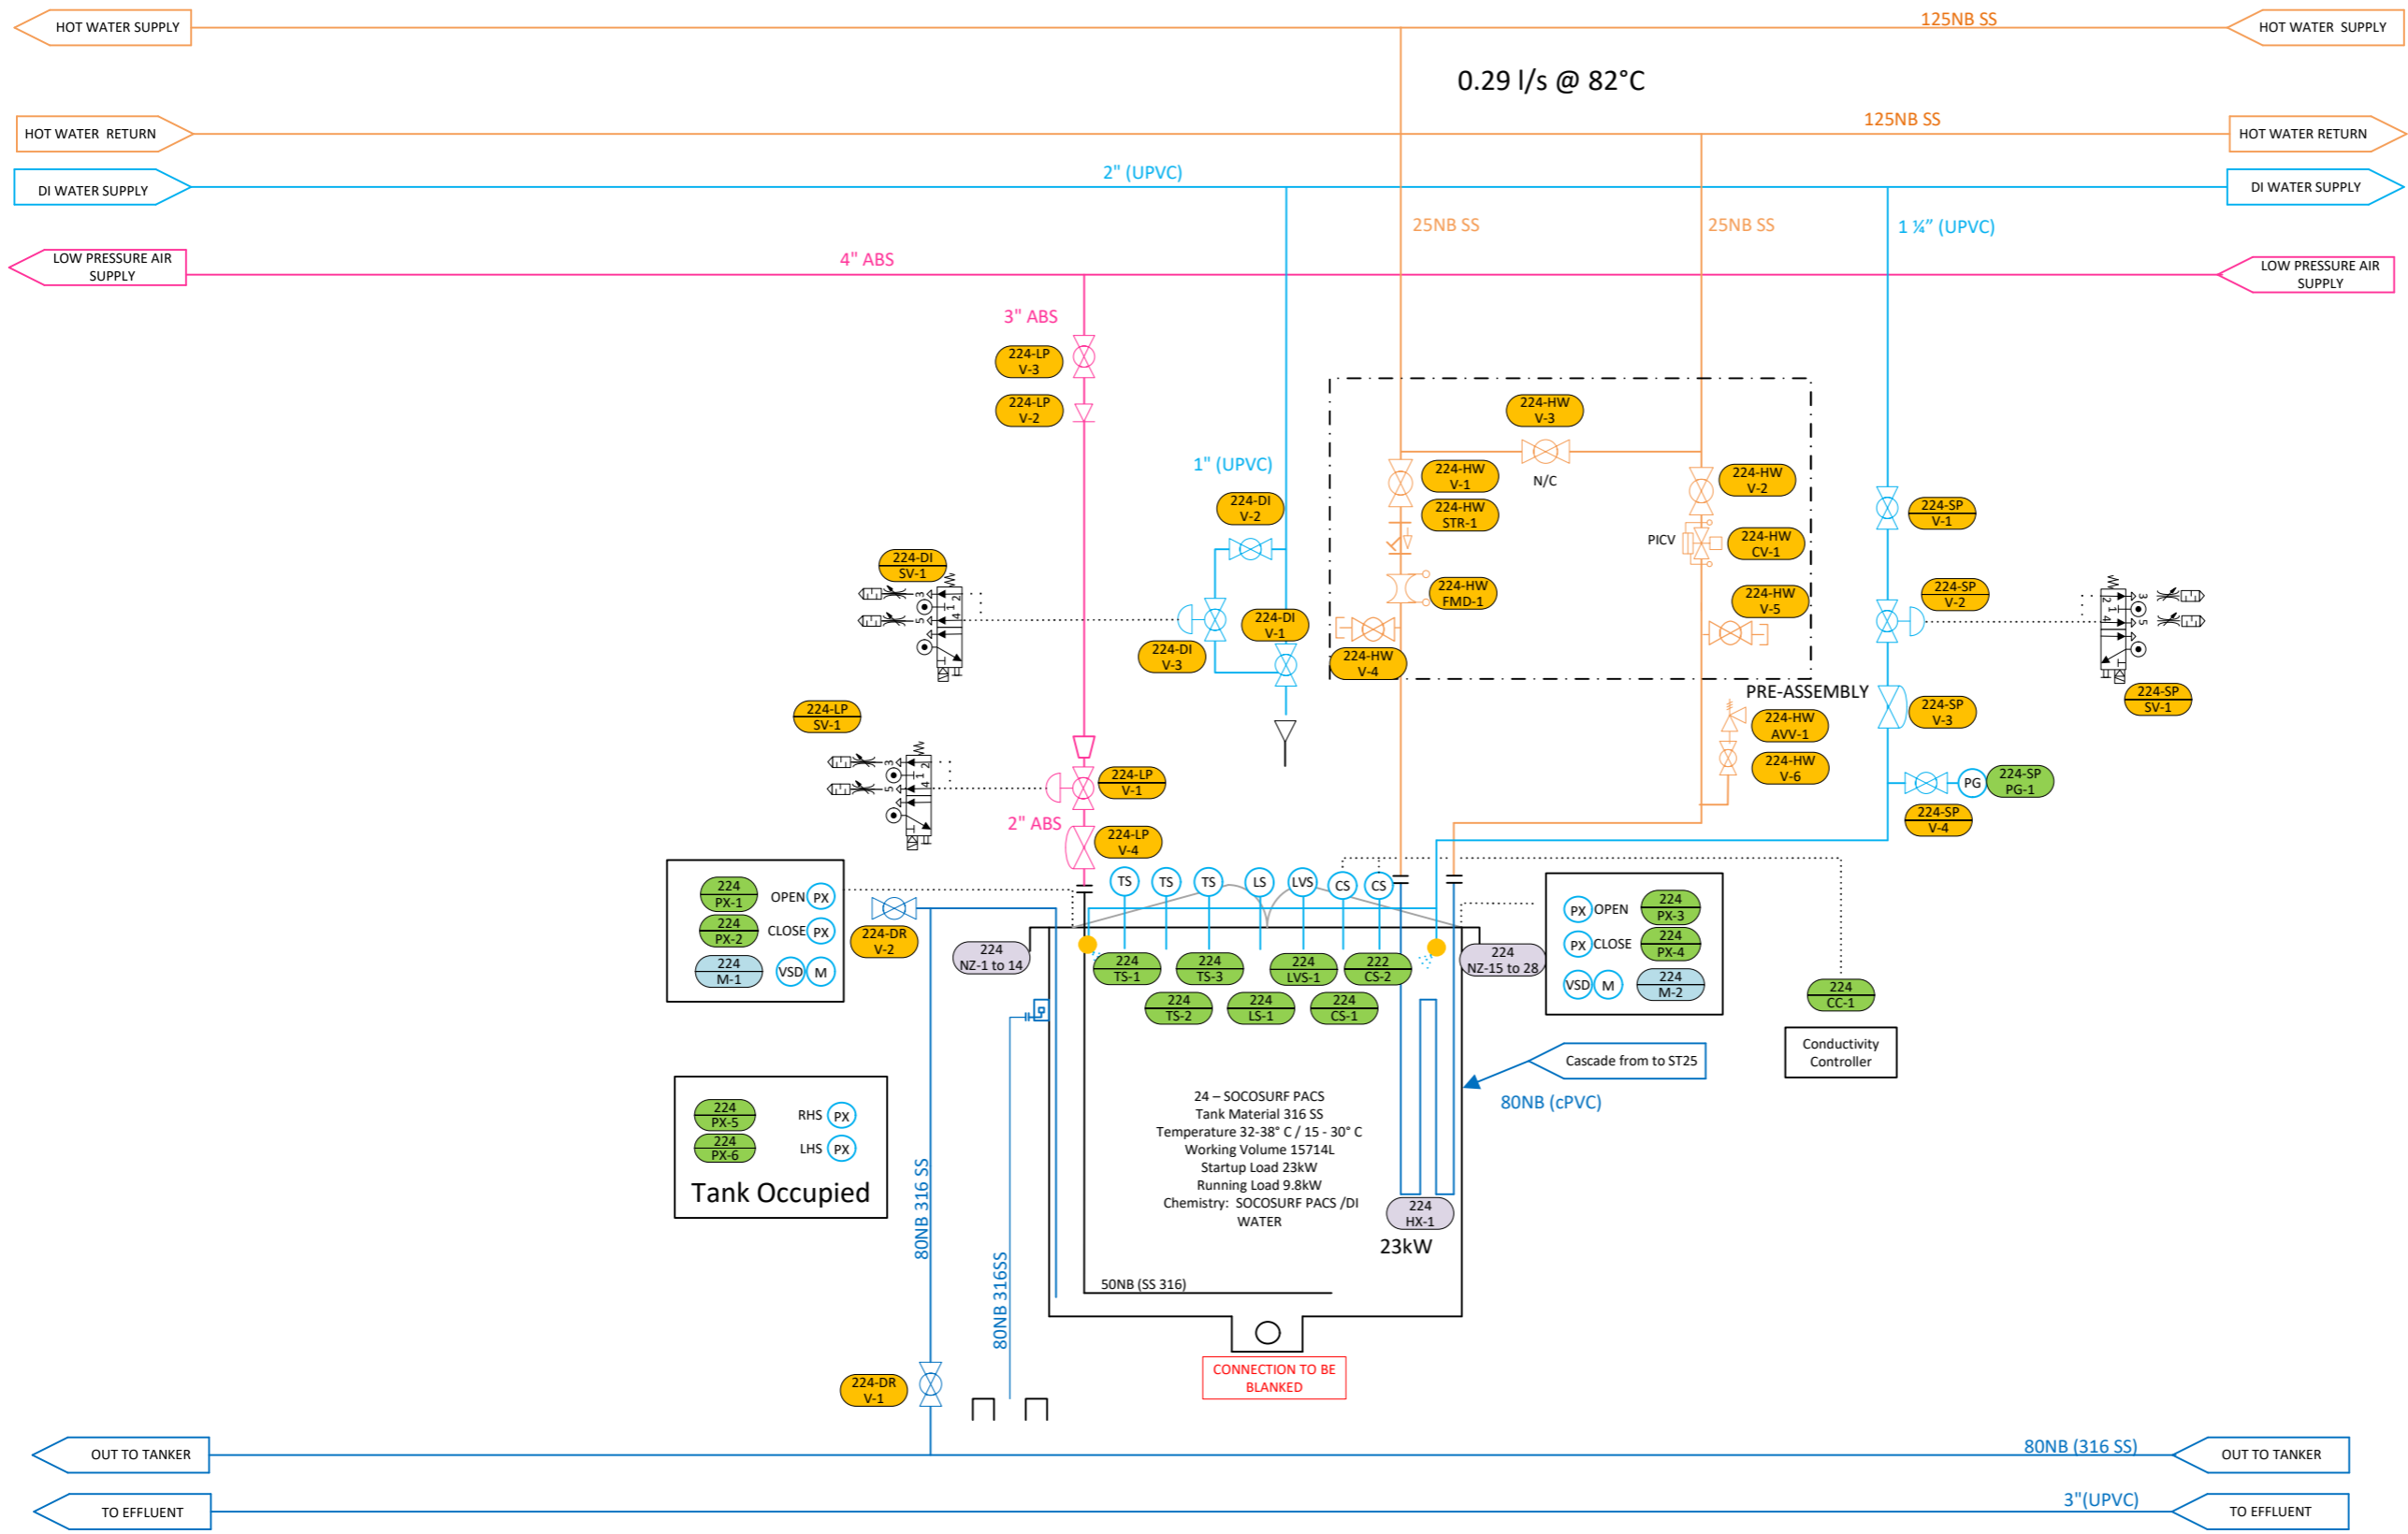 HOT WATER SUPPLY
125NB SS
HOT WATER SUPPLY
0.29 l/s @ 82°C
HOT WATER RETURN
125NB SS
HOT WATER RETURN
DI WATER SUPPLY
2" (UPVC)
DI WATER SUPPLY
25NB SS
25NB SS
1 ¼” (UPVC)
LOW PRESSURE AIR
SUPPLY
4" ABS
LOW PRESSURE AIR
SUPPLY
3" ABS
224-LP
V-3
224-LP
V-2
224-HW
V-3
N/C
1" (UPVC)
224-HW
V-1
224-HW
V-2
224-HW
STR-1
224-DI
V-2
224-SP
V-1
PICV
224-HW
CV-1
224-DI
SV-1
3
1
2
5
4
224-HW
FMD-1
224-HW
V-5
224-SP
V-2
2
1
3
4
5
224-DI
V-1
224-DI
V-3
224-HW
V-4
PRE-ASSEMBLY
224-SP
SV-1
224-LP
SV-1
3
1
2
5
4
224-HW
AVV-1
224-SP
V-3
224-HW
V-6
224-LP
V-1
PG
224-SP
PG-1
2" ABS
224-SP
V-4
224-LP
V-4
TS
TS
TS
LS
LVS
CS
CS
224
PX-1
OPEN
PX
224
PX-2
CLOSE
PX
224
M-1
VSD
M
224-DR
V-2
224
NZ-1 to 14
224
TS-1
224
TS-3
224
LVS-1
222
CS-2
224
NZ-15 to 28
224
TS-2
224
LS-1
224
CS-1
PX
OPEN
224
PX-3
PX
CLOSE
224
PX-4
VSD
M
224
M-2
224
CC-1
Conductivity
Controller
Cascade from to ST25
80NB (cPVC)
224
PX-5
RHS
PX
224
PX-6
LHS
PX
Tank Occupied
24 – SOCOSURF PACS
Tank Material 316 SS
Temperature 32-38° C / 15 - 30° C
Working Volume 15714L
Startup Load 23kW
Running Load 9.8kW
Chemistry: SOCOSURF PACS /DI
WATER
224
HX-1
23kW
80NB 316 SS
80NB 316SS
50NB (SS 316)
CONNECTION TO BE
BLANKED
224-DR
V-1
OUT TO TANKER
80NB (316 SS)
OUT TO TANKER
TO EFFLUENT
3"(UPVC)
TO EFFLUENT